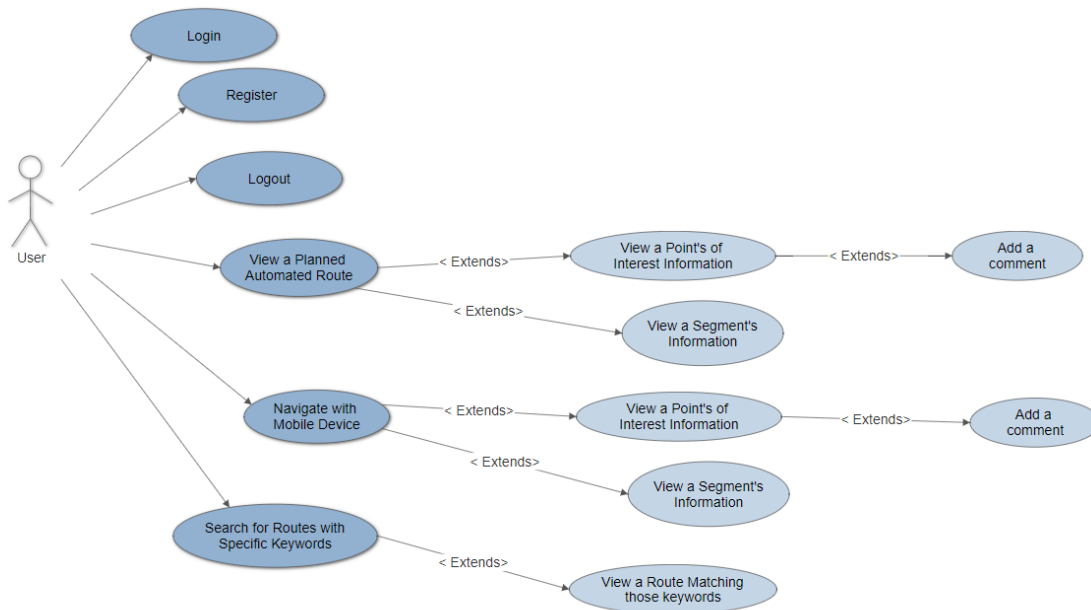 Login
Register
Logout
User
View a Planned
Automated Route
< Extends>
View a Point's of
Interest Information
< Extends>
Add a
comment
< Extends>
View a Segment's
Information
Navigate with
Mobile Device
< Extends>
View a Point's of
Interest Information
< Extends>
Add a
comment
< Extends>
View a Segment's
Information
Search for Routes with
Specific Keywords
< Extends>
View a Route Matching
those keywords